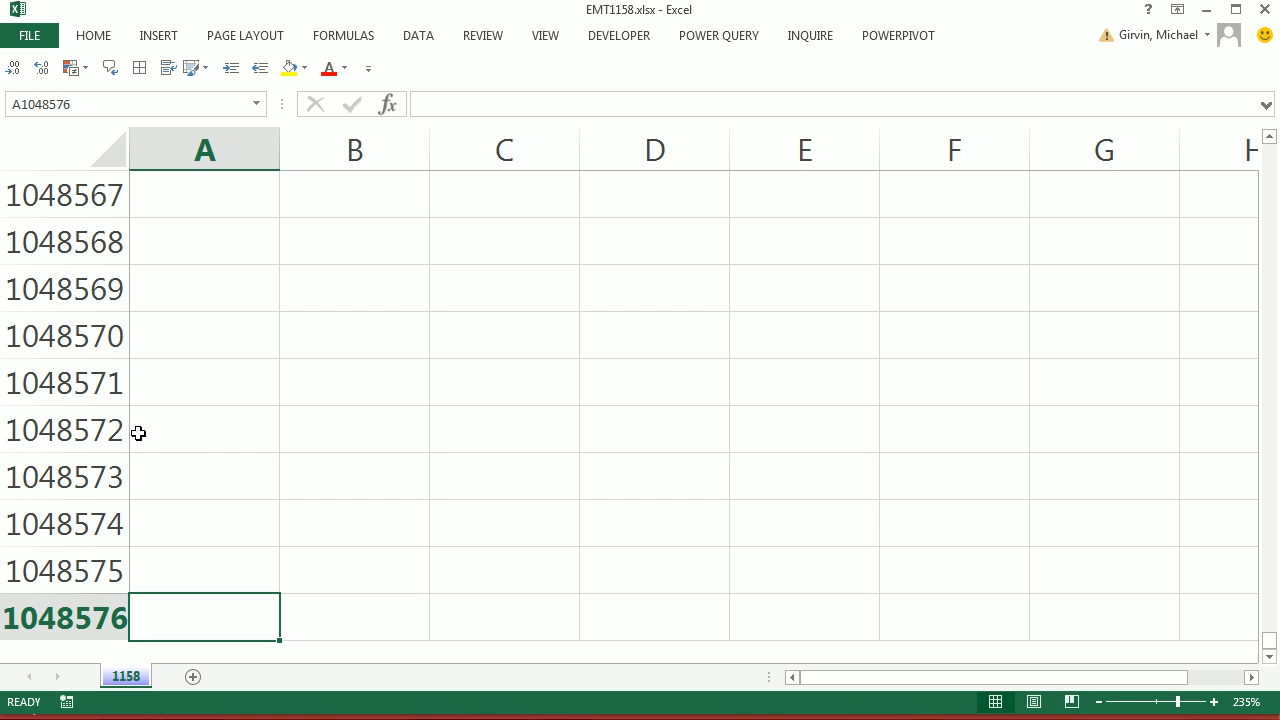 EMT1158.xlsx - Excel
FILE HOME INSERT PAGE LAYOUT FORMULAS DATA REVIEW VIEW DEVELOPER POWER QUERY INQUIRE POWERPIVOT Girvin, Michael
A1048576 fx
A B C D E F G H
1048567
1048568
1048569
1048570
1048571
1048572
1048573
1048574
1048575
1048576
1158
READY 235%